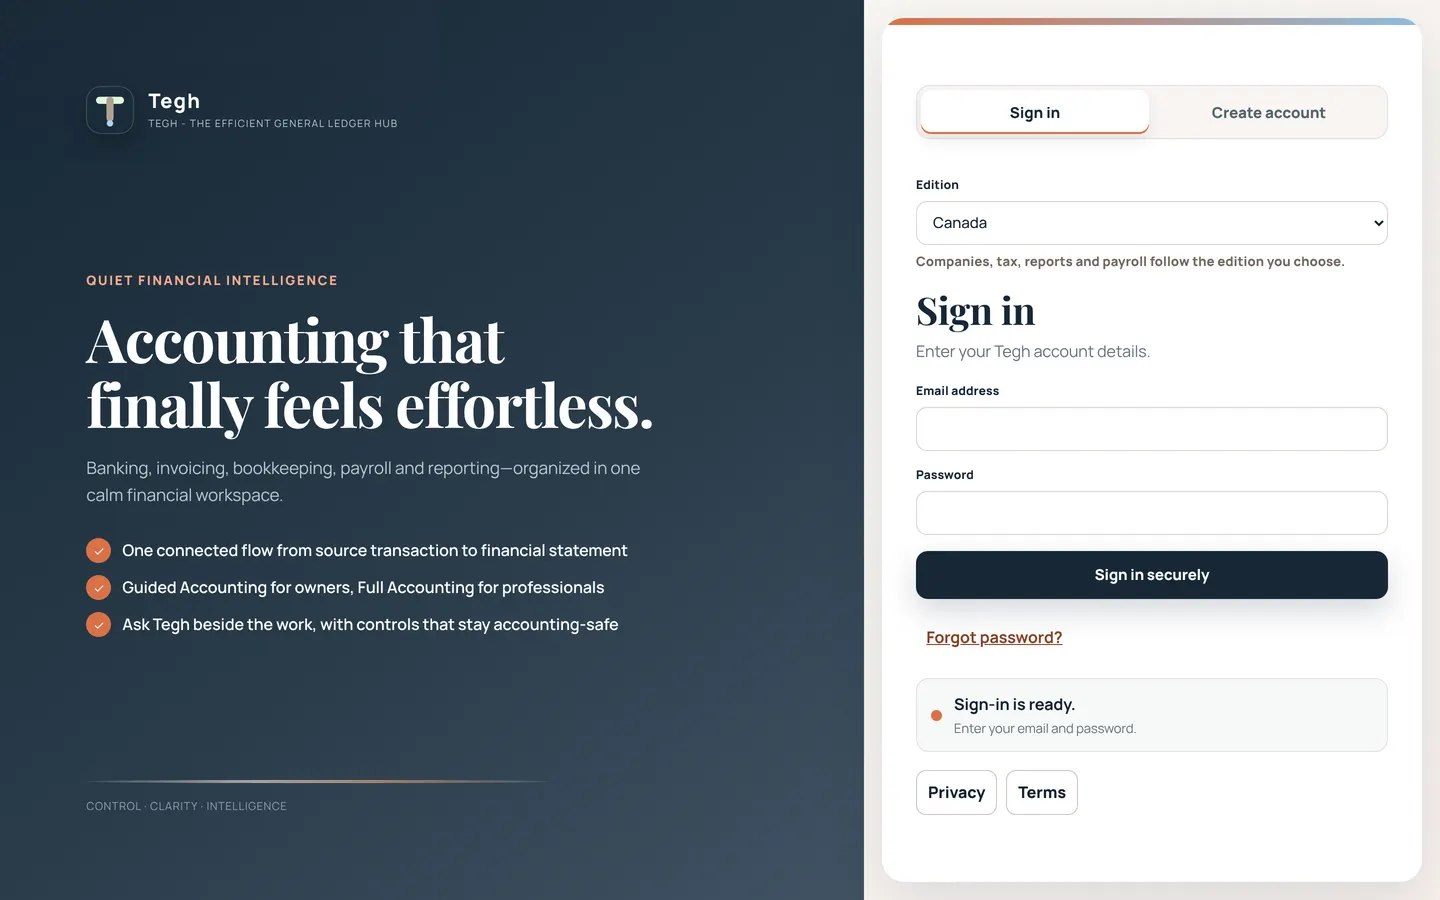 Tegh
TEGH - THE EFFICIENT GENERAL LEDGER HUB
QUIET FINANCIAL INTELLIGENCE
Accounting that
finally feels effortless.
Banking, invoicing, bookkeeping, payroll and reporting—organized in one
calm financial workspace.
One connected flow from source transaction to financial statement
Guided Accounting for owners, Full Accounting for professionals
Ask Tegh beside the work, with controls that stay accounting-safe
CONTROL · CLARITY · INTELLIGENCE
Sign in
Create account
Edition
Canada
Companies, tax, reports and payroll follow the edition you choose.
Sign in
Enter your Tegh account details.
Email address
Password
Sign in securely
Forgot password?
Sign-in is ready.
Enter your email and password.
Privacy
Terms